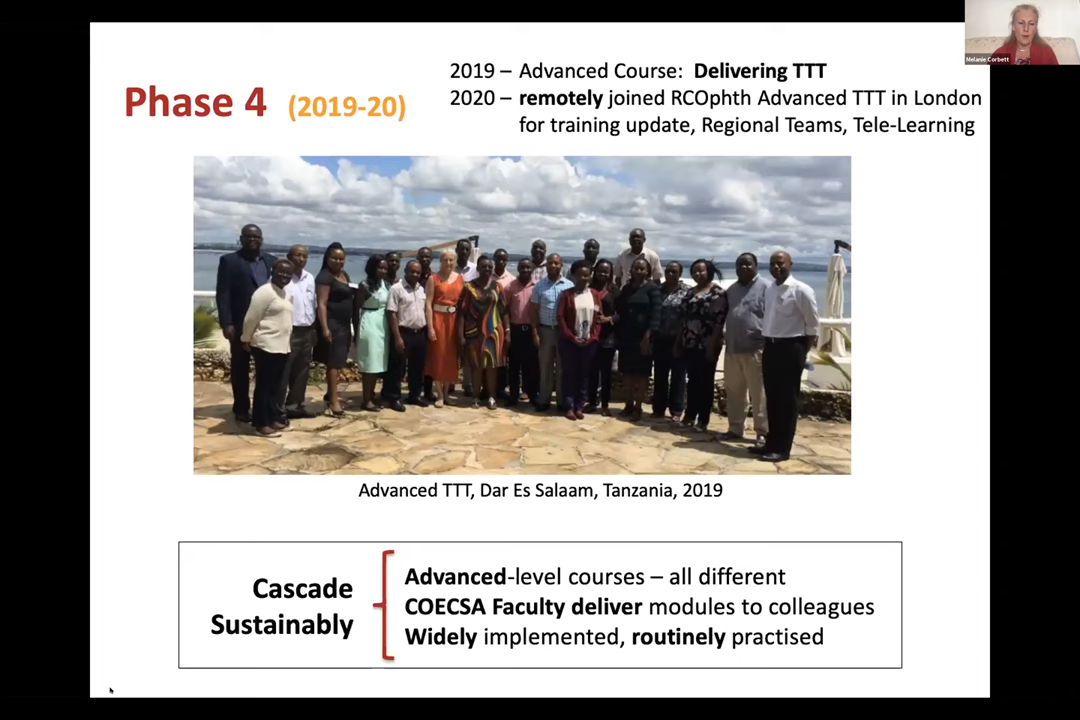 Melanie Corbett
Phase 4 (2019-20)
2019 – Advanced Course: Delivering TTT
2020 – remotely joined RCOphth Advanced TTT in London
for training update, Regional Teams, Tele-Learning
Advanced TTT, Dar Es Salaam, Tanzania, 2019
Cascade
Sustainably
Advanced-level courses – all different
COECSA Faculty deliver modules to colleagues
Widely implemented, routinely practised